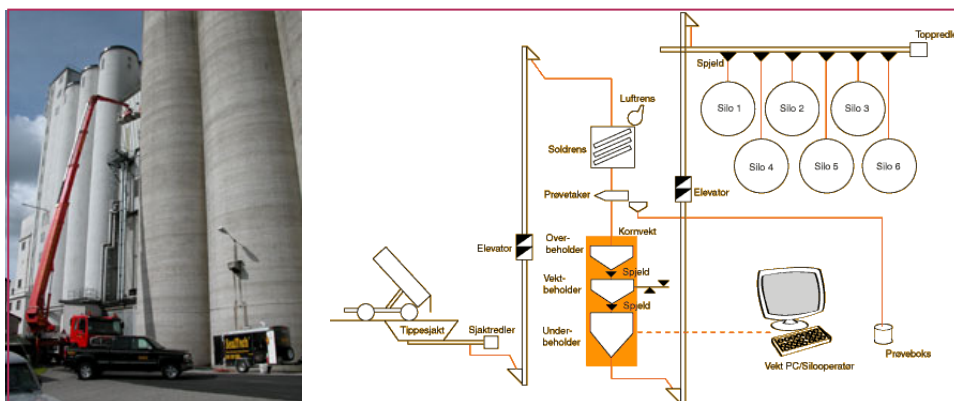 Toppredler
Spjeld
Silo 1
Silo 2
Silo 3
Silo 4
Silo 5
Silo 6
Luftrens
Soldrens
Prøvetaker
Elevator
Kornvekt
Over-
beholder
Elevator
Spjeld
Vekt-
beholder
Spjeld
Tippesjakt
Sjaktredler
Under-
beholder
Prøveboks
Vekt PC/Silooperatør